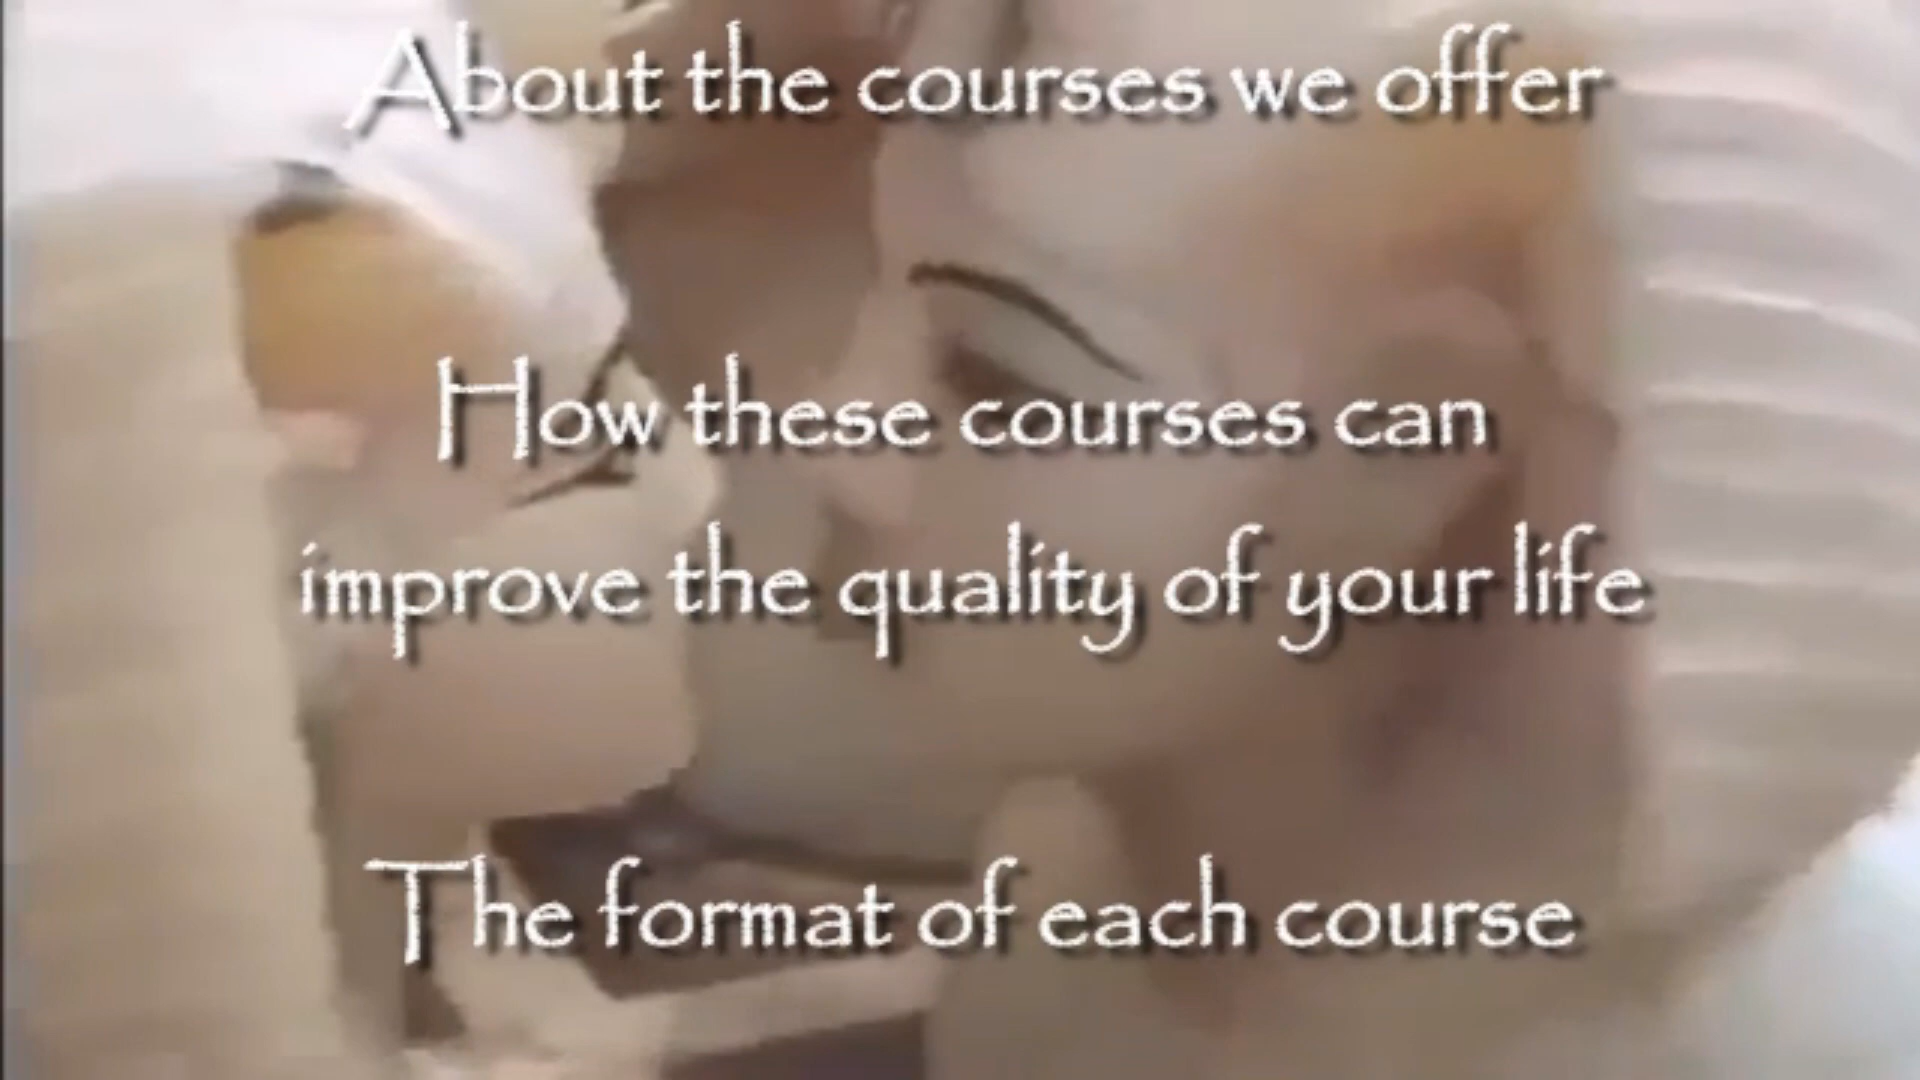 About the courses we offer
How these courses can
improve the quality of your life
The format of each course